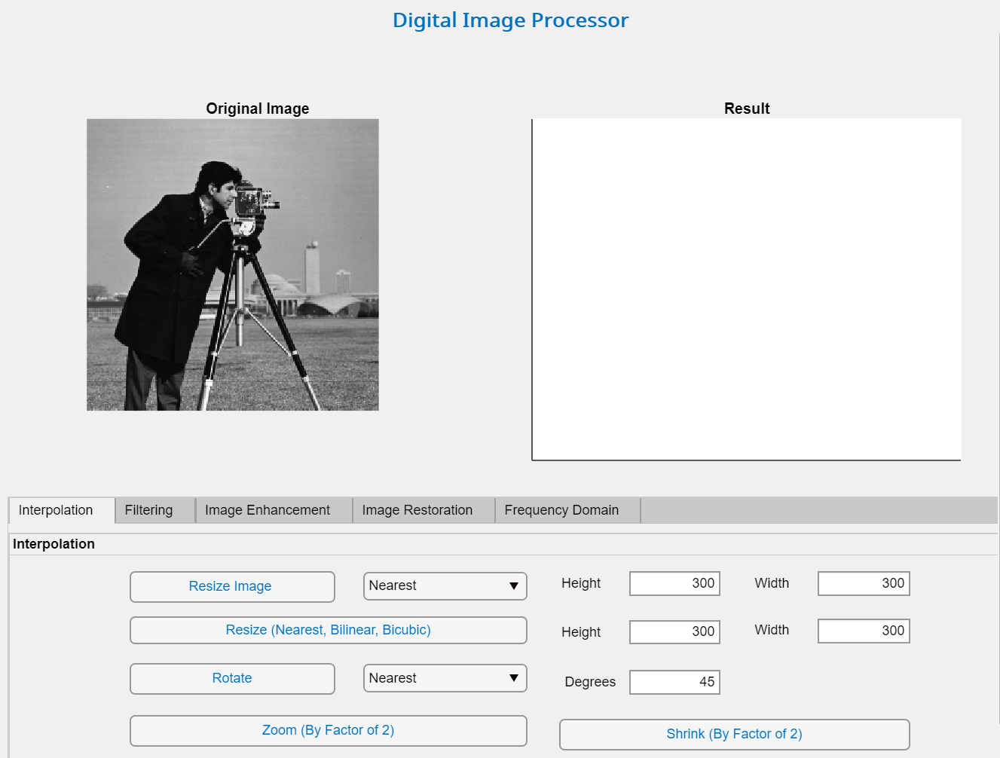 Digital Image Processor
Original Image
Result
Interpolation Filtering Image Enhancement Image Restoration Frequency Domain
Interpolation
Resize Image Nearest Height 300 Width 300
Resize (Nearest, Bilinear, Bicubic) Height 300 Width 300
Rotate Nearest Degrees 45
Zoom (By Factor of 2) Shrink (By Factor of 2)